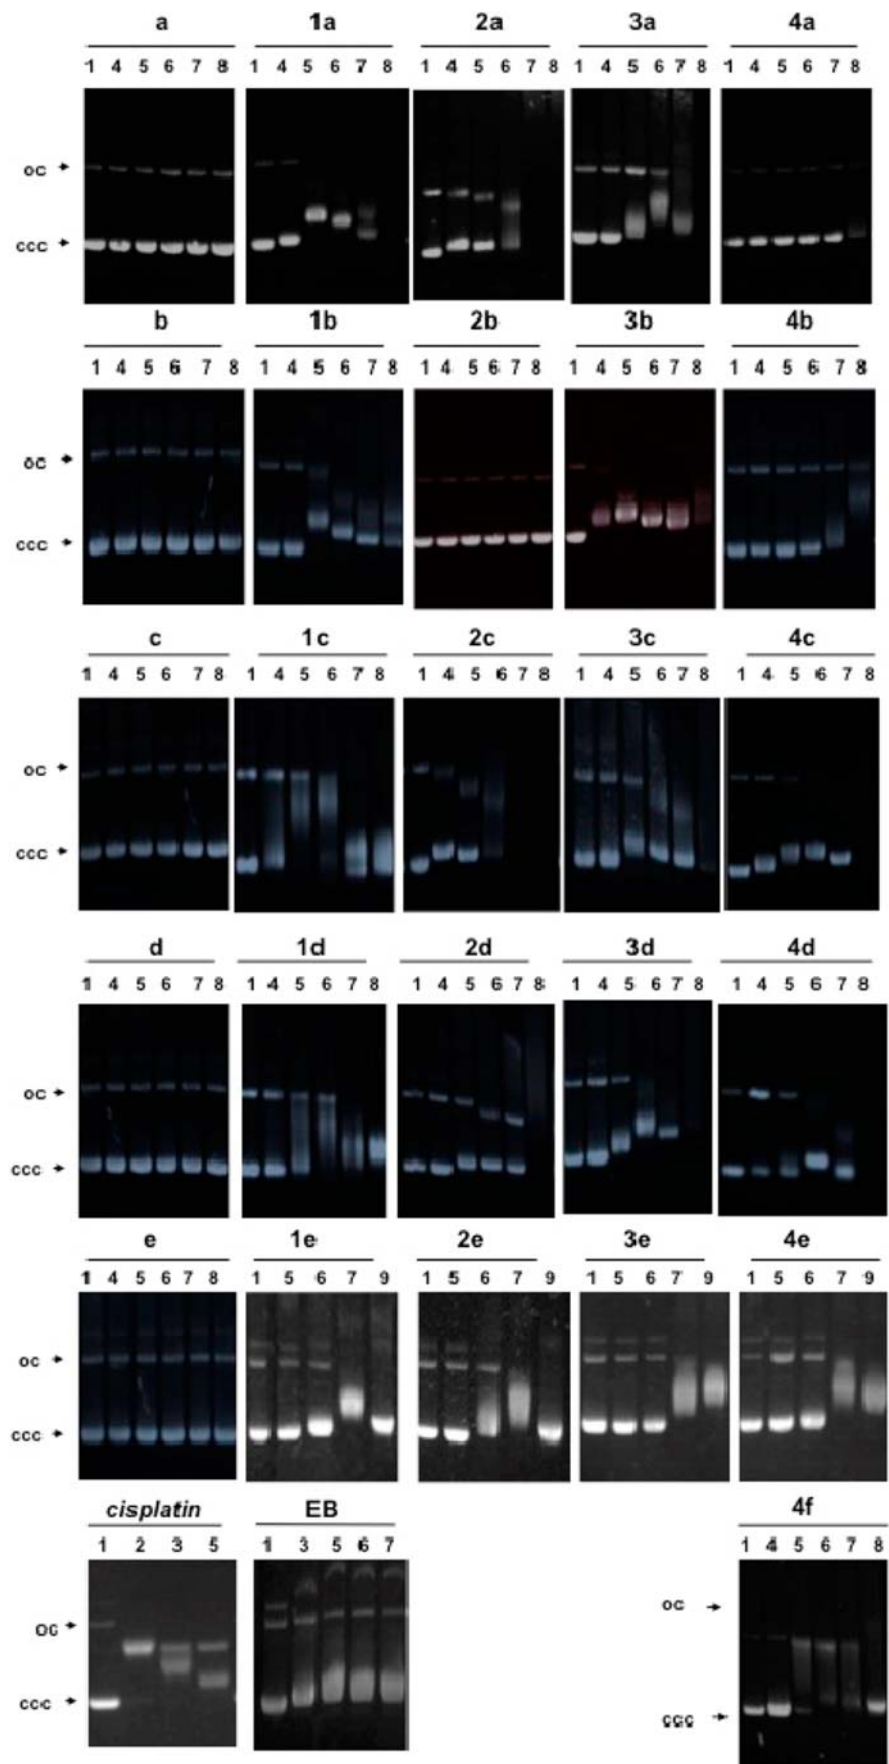 a 1a 2a 3a 4a
1 4 5 6 7 8 1 4 5 6 7 8 1 4 5 6 7 8 1 4 5 6 7 8 1 4 5 6 7 8
oc
ccc
b 1b 2b 3b 4b
1 4 5 6 7 8 1 4 5 6 7 8 1 4 5 6 7 8 1 4 5 6 7 8 1 4 5 6 7 8
oc
ccc
c 1c 2c 3c 4c
1 4 5 6 7 8 1 4 5 6 7 8 1 4 5 6 7 8 1 4 5 6 7 8 1 4 5 6 7 8
oc
ccc
d 1d 2d 3d 4d
1 4 5 6 7 8 1 4 5 6 7 8 1 4 5 6 7 8 1 4 5 6 7 8 1 4 5 6 7 8
oc
ccc
e 1e 2e 3e 4e
1 4 5 6 7 8 1 5 6 7 9 1 5 6 7 9 1 5 6 7 9 1 5 6 7 9
oc
ccc
cisplatin EB 4f
1 2 3 5 1 3 5 6 7 1 4 5 6 7 8
oc
oc
ccc
ccc